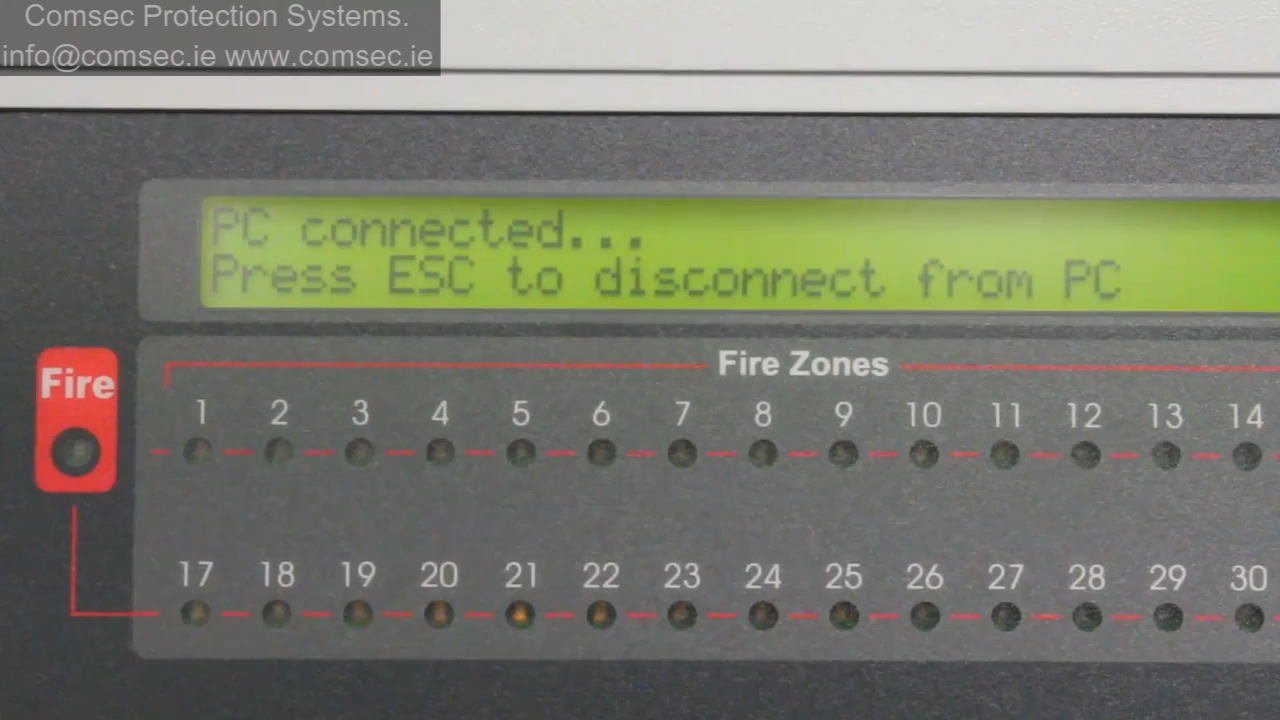 Comsec Protection Systems.
info@comsec.ie www.comsec.ie
PC connected...
Press ESC to disconnect from PC
Fire Zones
Fire
1 2 3 4 5 6 7 8 9 10 11 12 13 14
17 18 19 20 21 22 23 24 25 26 27 28 29 30